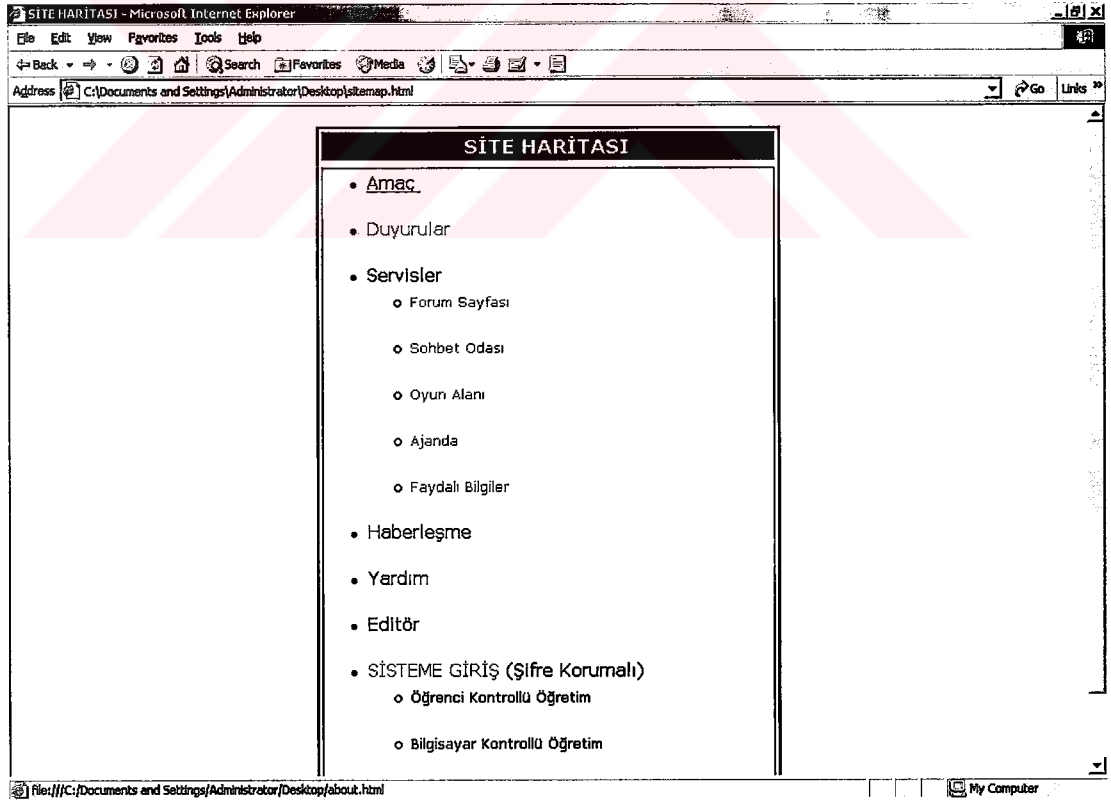 SİTE HARİTASI - Microsoft Internet Explorer
File Edit View Favorites Tools Help
Back Search Favorites Media
Address C:\Documents and Settings\Administrator\Desktop\sitemap.html Go Links »
SİTE HARİTASI
• Amaç
• Duyurular
• Servisler
o Forum Sayfası
o Sohbet Odası
o Oyun Alanı
o Ajanda
o Faydalı Bilgiler
• Haberleşme
• Yardım
• Editör
• SİSTEME GİRİŞ (Şifre Korumalı)
o Öğrenci Kontrollü Öğretim
o Bilgisayar Kontrollü Öğretim
file:///C:/Documents and Settings/Administrator/Desktop/about.html My Computer